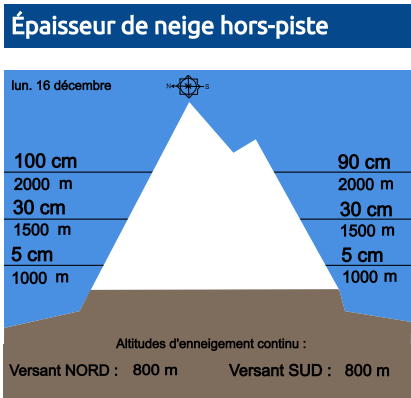 Épaisseur de neige hors-piste
lun. 16 décembre
N S
100 cm 90 cm
2000 m 2000 m
30 cm 30 cm
1500 m 1500 m
5 cm 5 cm
1000 m 1000 m
Altitudes d'enneigement continu :
Versant NORD : 800 m Versant SUD : 800 m